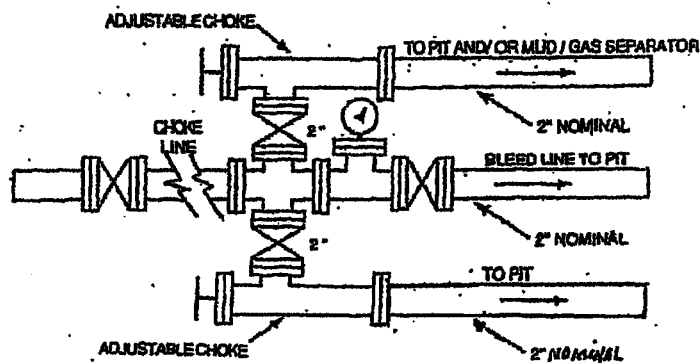 ADJUSTABLE CHOKE
TO PIT AND/OR MUD/GAS SEPARATOR
2"
2" NOMINAL
CHOKE
LINE
BLEED LINE TO PIT
2" NOMINAL
2"
TO PIT
ADJUSTABLE CHOKE
2" NOMINAL